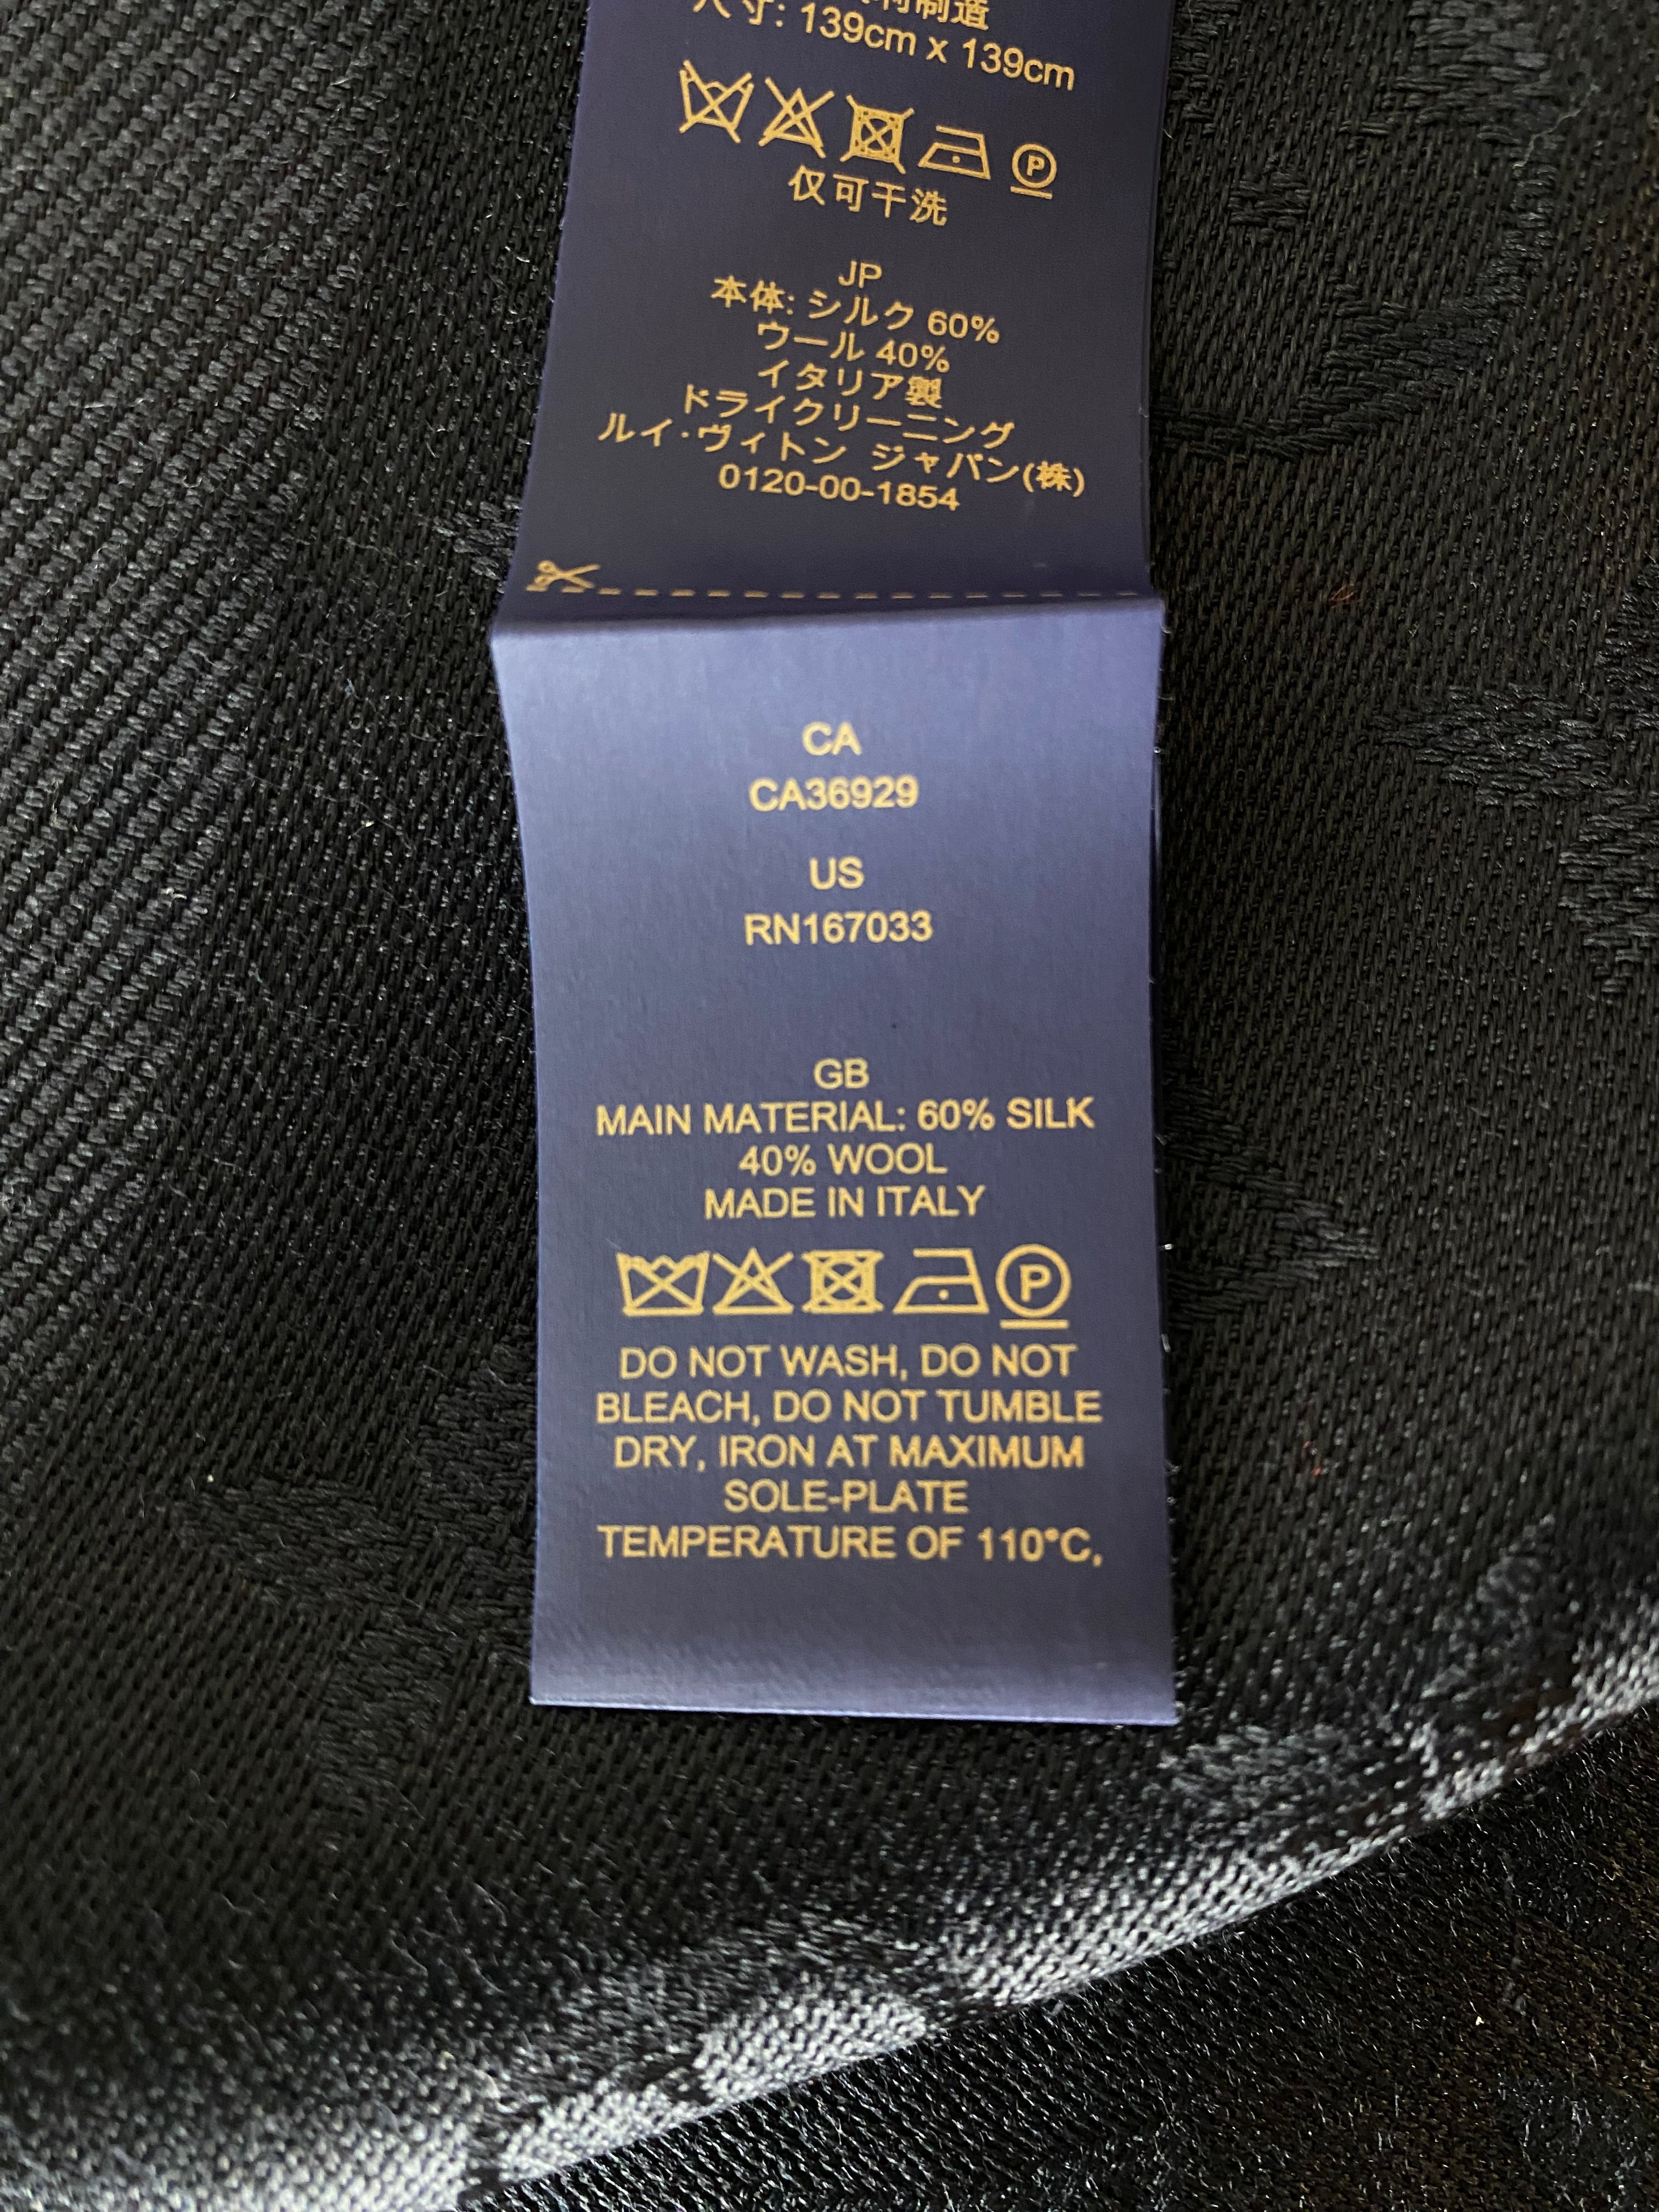 制造
尺寸: 139cm x 139cm
P
仅可干洗
JP
本体: シルク 60%
ウール 40%
イタリア製
ドライクリーニング
ルイ・ヴィトン ジャパン(株)
0120-00-1854
CA
CA36929
US
RN167033
GB
MAIN MATERIAL: 60% SILK
40% WOOL
MADE IN ITALY
P
DO NOT WASH, DO NOT
BLEACH, DO NOT TUMBLE
DRY, IRON AT MAXIMUM
SOLE-PLATE
TEMPERATURE OF 110°C,